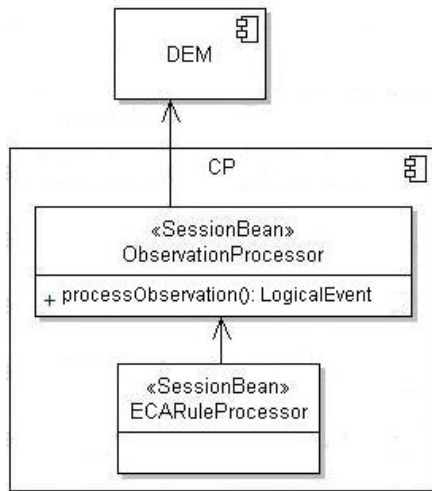 DEM
CP
«SessionBean»
ObservationProcessor
+ processObservation(): LogicalEvent
«SessionBean»
ECARuleProcessor